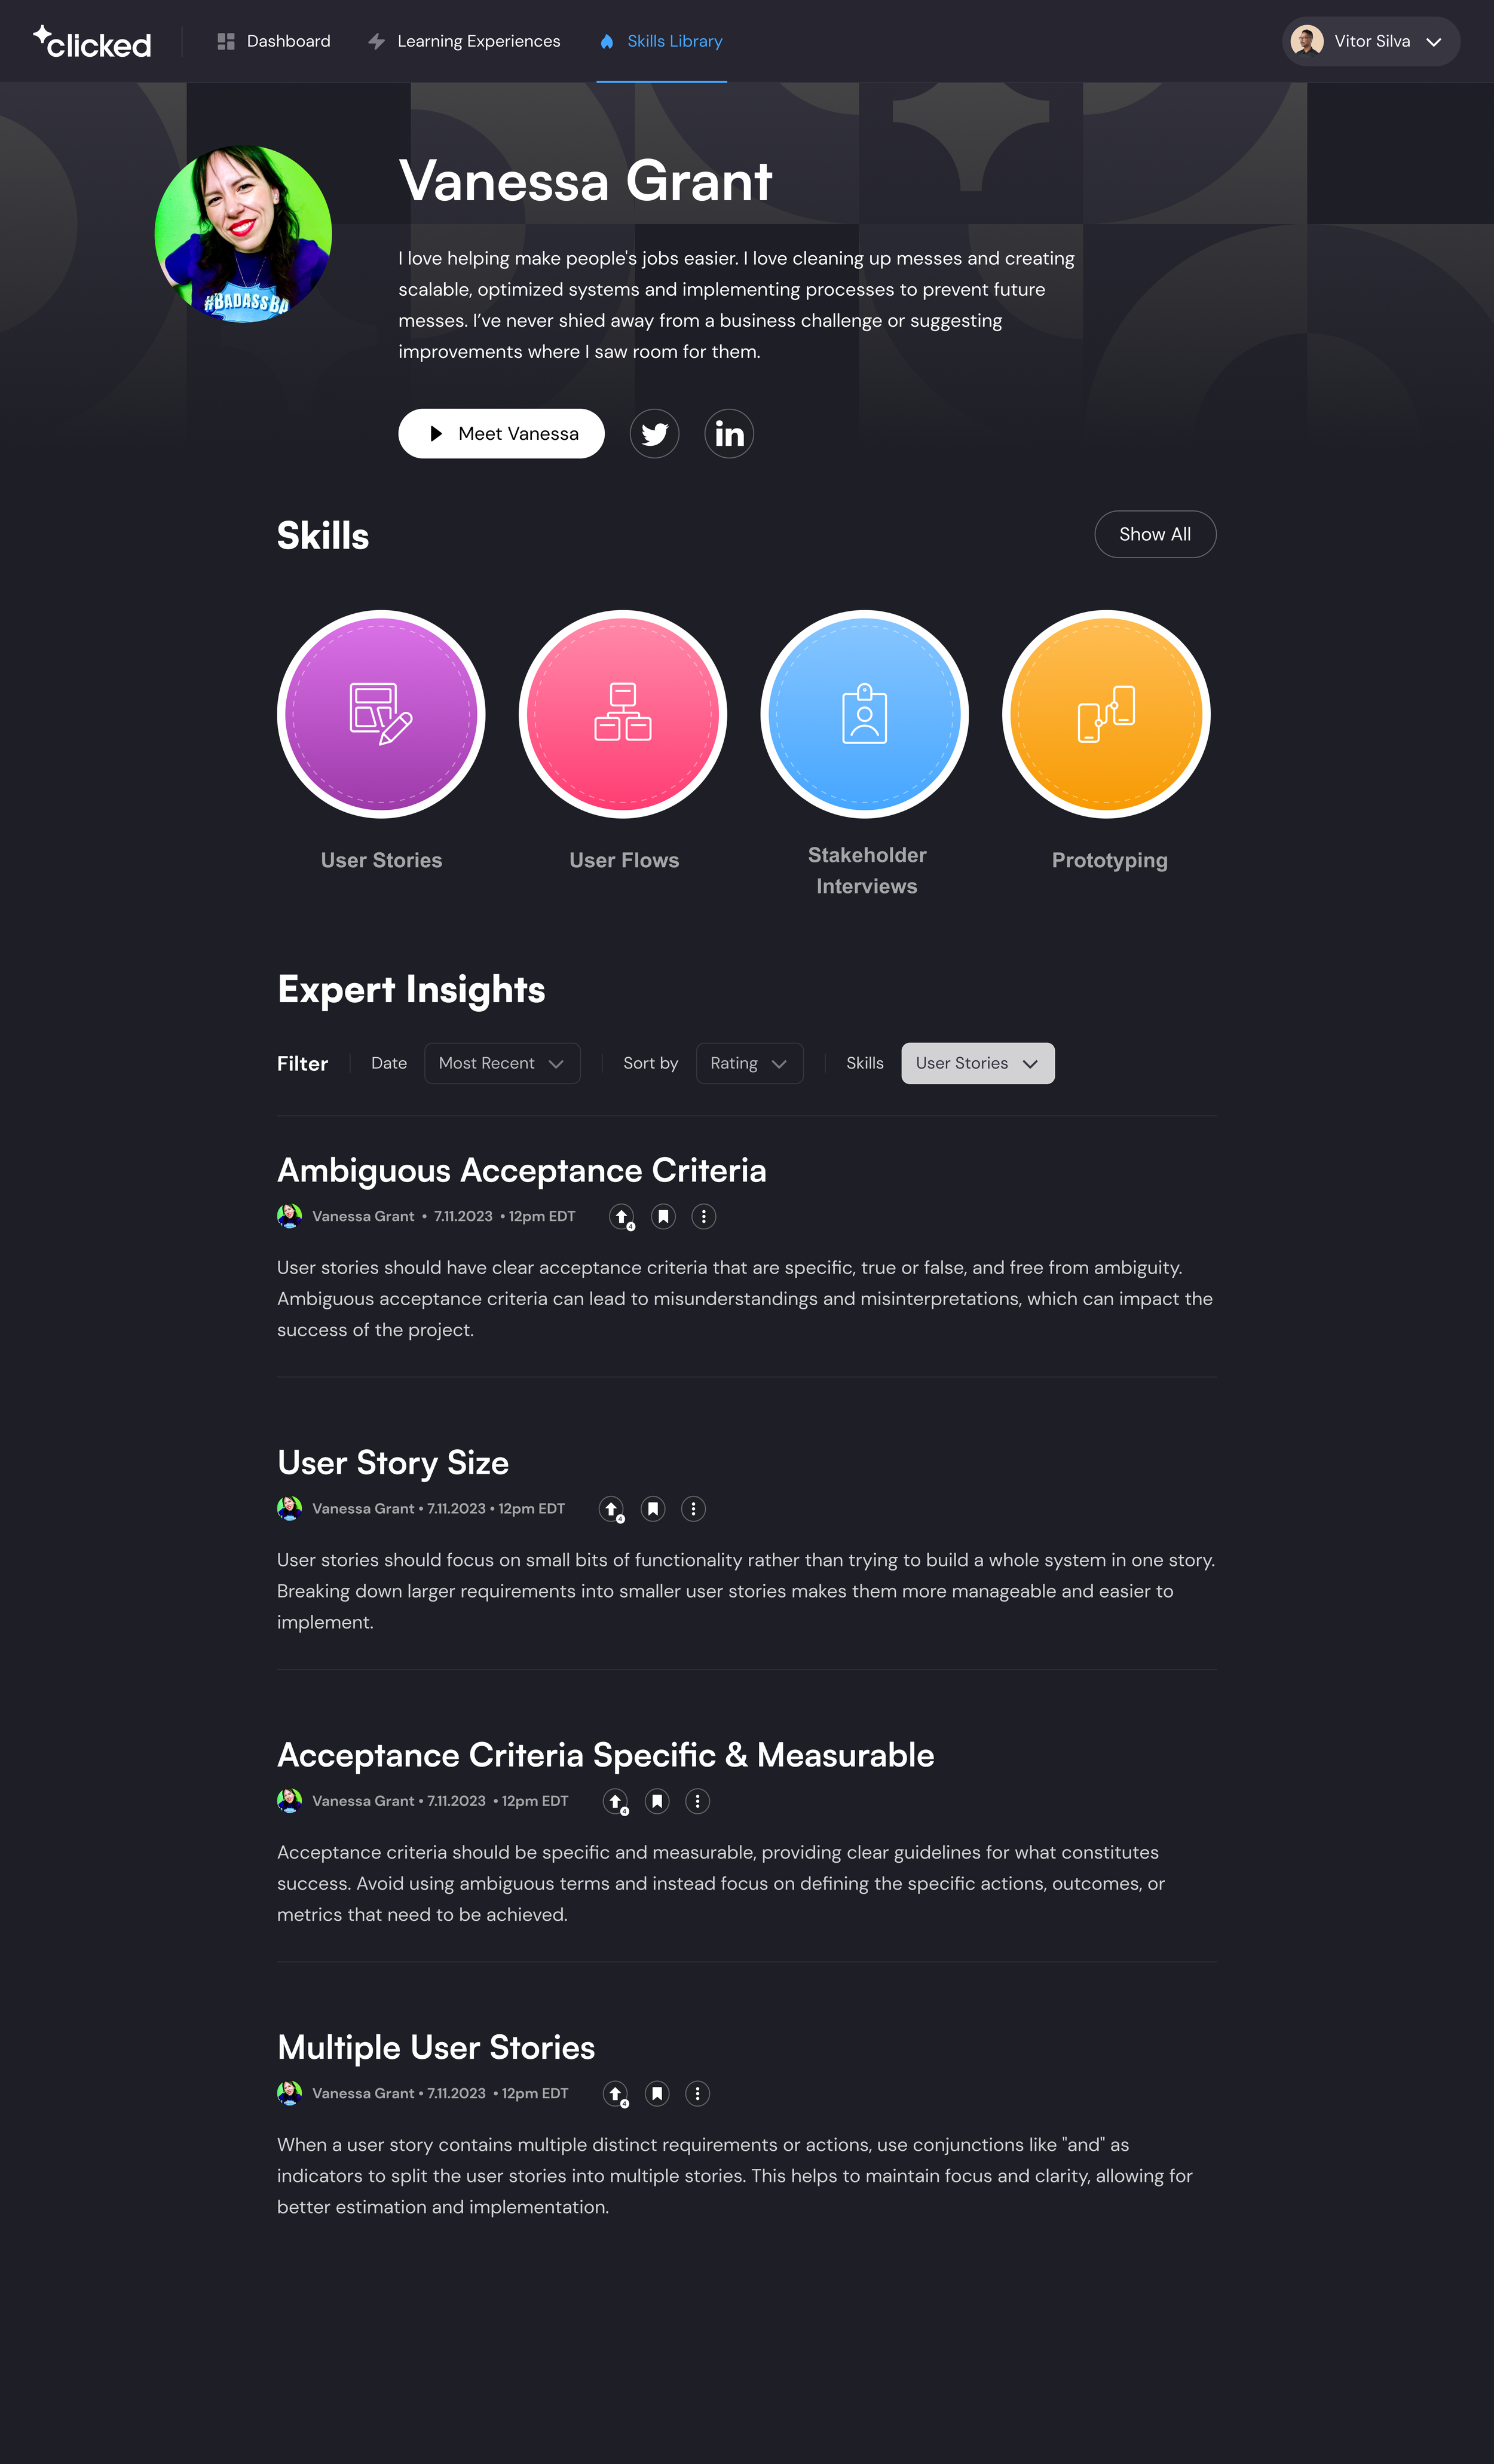 clicked
Dashboard
Learning Experiences
Skills Library
Vitor Silva
#BADASSBA
Vanessa Grant
I love helping make people's jobs easier. I love cleaning up messes and creating
scalable, optimized systems and implementing processes to prevent future
messes. I’ve never shied away from a business challenge or suggesting
improvements where I saw room for them.
Meet Vanessa
in
Skills
Show All
User Stories
User Flows
Stakeholder
Interviews
Prototyping
Expert Insights
Filter
Date
Most Recent
Sort by
Rating
Skills
User Stories
Ambiguous Acceptance Criteria
Vanessa Grant • 7.11.2023 • 12pm EDT
4
User stories should have clear acceptance criteria that are specific, true or false, and free from ambiguity.
Ambiguous acceptance criteria can lead to misunderstandings and misinterpretations, which can impact the
success of the project.
User Story Size
Vanessa Grant • 7.11.2023 • 12pm EDT
4
User stories should focus on small bits of functionality rather than trying to build a whole system in one story.
Breaking down larger requirements into smaller user stories makes them more manageable and easier to
implement.
Acceptance Criteria Specific & Measurable
Vanessa Grant • 7.11.2023 • 12pm EDT
4
Acceptance criteria should be specific and measurable, providing clear guidelines for what constitutes
success. Avoid using ambiguous terms and instead focus on defining the specific actions, outcomes, or
metrics that need to be achieved.
Multiple User Stories
Vanessa Grant • 7.11.2023 • 12pm EDT
4
When a user story contains multiple distinct requirements or actions, use conjunctions like "and" as
indicators to split the user stories into multiple stories. This helps to maintain focus and clarity, allowing for
better estimation and implementation.